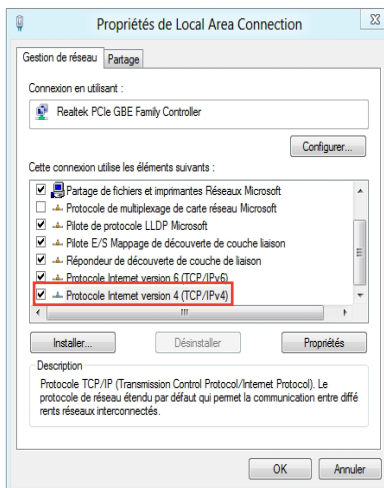 Propriétés de Local Area Connection
Gestion de réseau Partage
Connexion en utilisant :
Realtek PCIe GBE Family Controller
Configurer...
Cette connexion utilise les éléments suivants :
Partage de fichiers et imprimantes Réseaux Microsoft
Protocole de multiplexage de carte réseau Microsoft
Pilote de protocole LLDP Microsoft
Pilote E/S Mappage de découverte de couche liaison
Répondeur de découverte de couche de liaison
Protocole Internet version 6 (TCP/IPv6)
Protocole Internet version 4 (TCP/IPv4)
Installer... Désinstaller Propriétés
Description
Protocole TCP/IP (Transmission Control Protocol/Internet Protocol). Le
protocole de réseau étendu par défaut qui permet la communication entre diffé
rents réseaux interconnectés.
OK Annuler